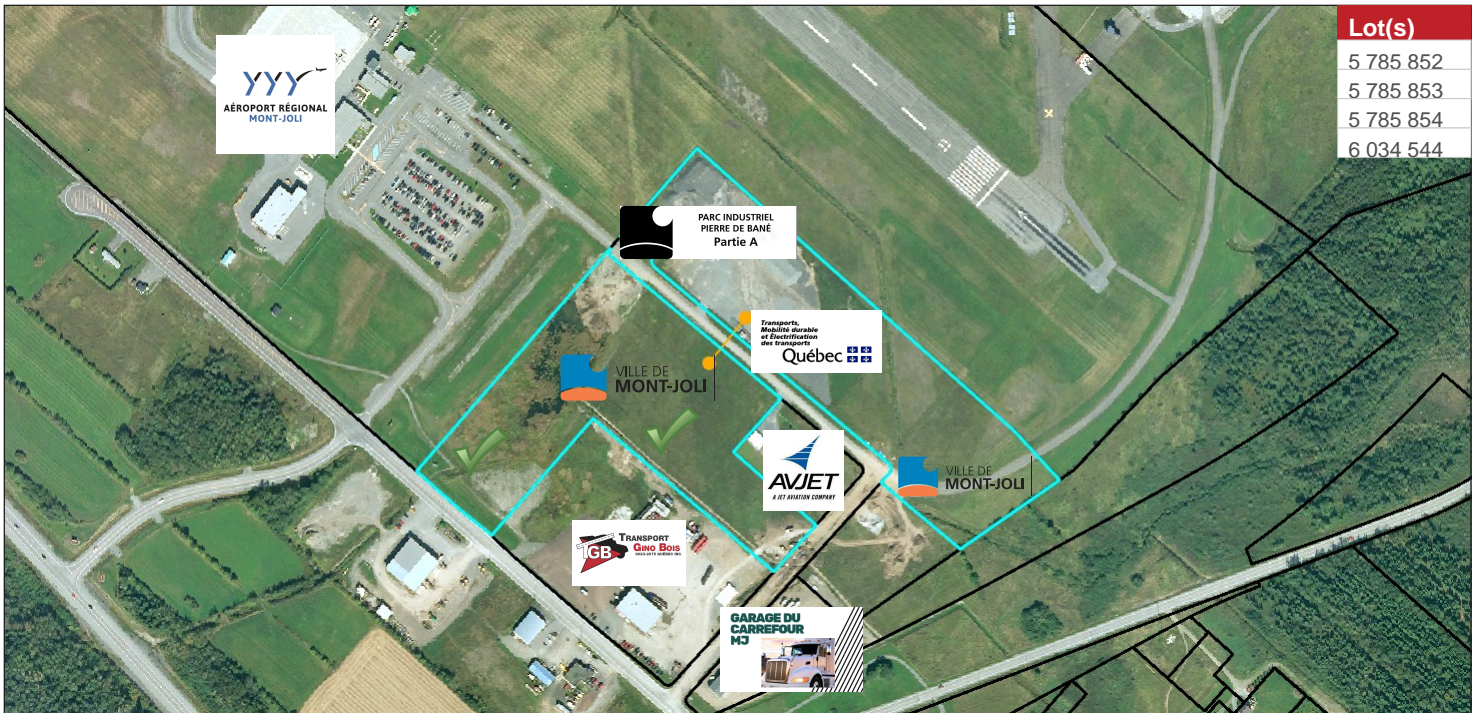 YYY
AÉROPORT RÉGIONAL
MONT-JOLI
Lot(s)
5 785 852
5 785 853
5 785 854
6 034 544
PARC INDUSTRIEL
PIERRE DE BANÉ
Partie A
Transports,
Mobilité durable
et Électrification
des transports
Québec
VILLE DE
MONT-JOLI
AVJET
A JET AVIATION COMPANY
VILLE DE
MONT-JOLI
TGB
TRANSPORT
GINO BOIS
GARAGE DU
CARREFOUR
MJ